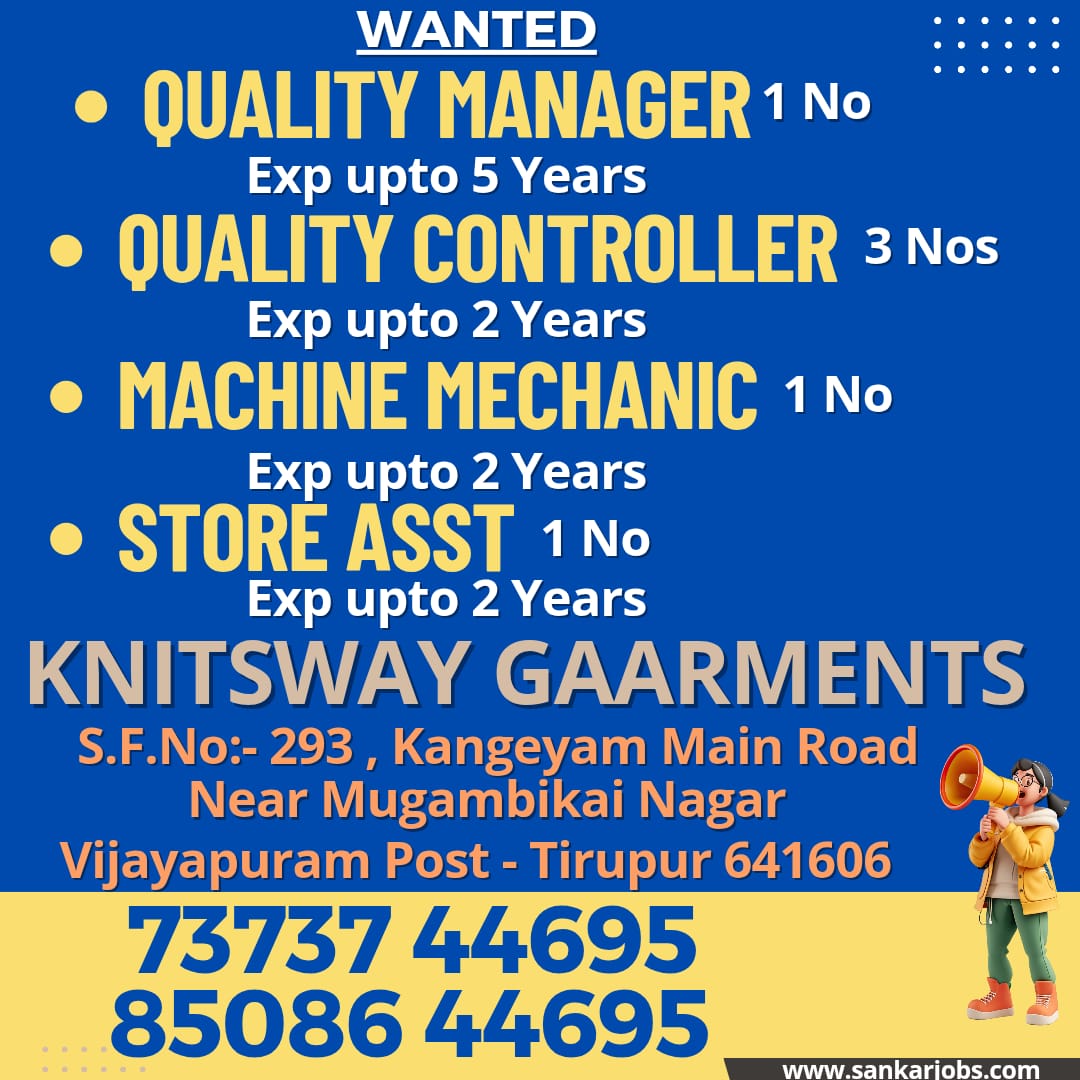 WANTED
• QUALITY MANAGER 1 No
Exp upto 5 Years
• QUALITY CONTROLLER 3 Nos
Exp upto 2 Years
• MACHINE MECHANIC 1 No
Exp upto 2 Years
• STORE ASST 1 No
Exp upto 2 Years
KNITSWAY GAARMENTS
S.F.No:- 293 , Kangeyam Main Road
Near Mugambikai Nagar
Vijayapuram Post - Tirupur 641606
73737 44695
85086 44695
www.sankarjobs.com